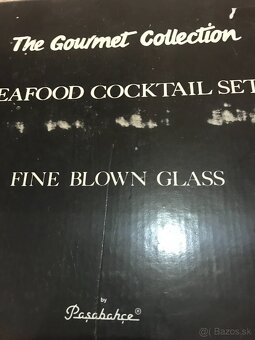 The Gourmet Collection
EAFOOD COCKTAIL SET
FINE BLOWN GLASS
by
Paşabahçe®
© Bazos.sk